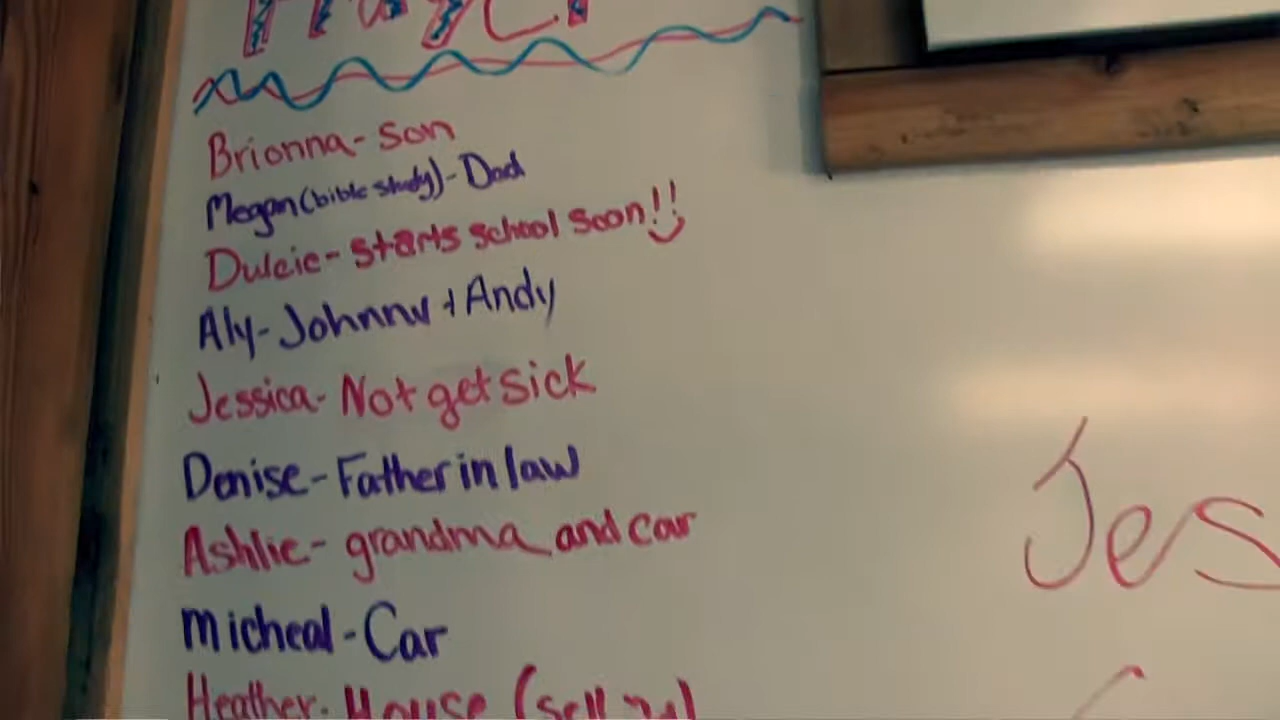 Brionna - son
Megan (bible study) - Dad
Dulcie - starts school soon!!
Aly - Johnny + Andy
Jessica - Not get sick
Denise - Father in law
Ashlie - grandma and car
Micheal - Car
Heather - House (sell
Jes